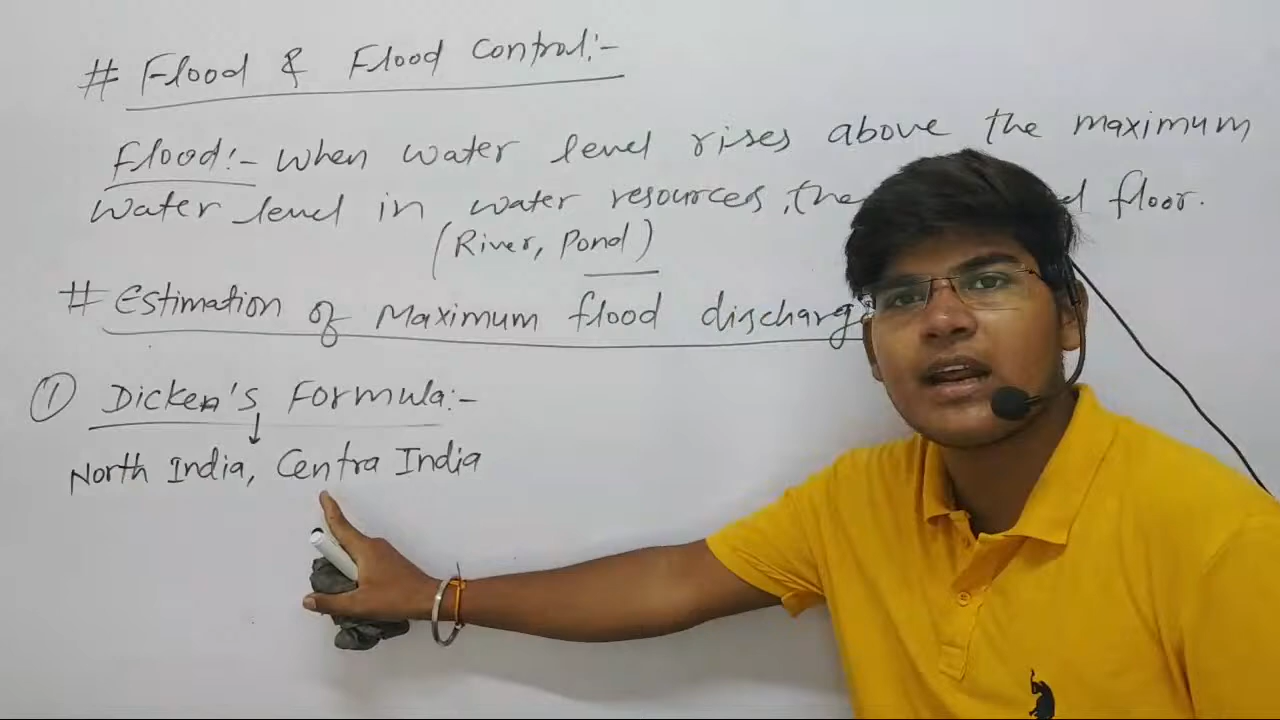 # Flood & Flood Control:-
Flood:- When water level rises above the maximum
water level in water resources, the floor.
(River, Pond)
# Estimation of Maximum flood discharg
① Dicken's Formula:-
North India, Centra India